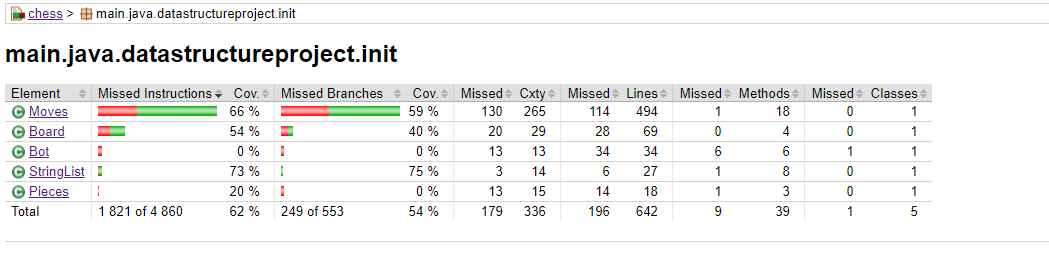 chess > main.java.datastructureproject.init
main.java.datastructureproject.init
Element Missed Instructions Cov. Missed Branches Cov. Missed Cxty Missed Lines Missed Methods Missed Classes
Moves 66 % 59 % 130 265 114 494 1 18 0 1
Board 54 % 40 % 20 29 28 69 0 4 0 1
Bot 0 % 0 % 13 13 34 34 6 6 1 1
StringList 73 % 75 % 3 14 6 27 1 8 0 1
Pieces 20 % 0 % 13 15 14 18 1 3 0 1
Total 1 821 of 4 860 62 % 249 of 553 54 % 179 336 196 642 9 39 1 5